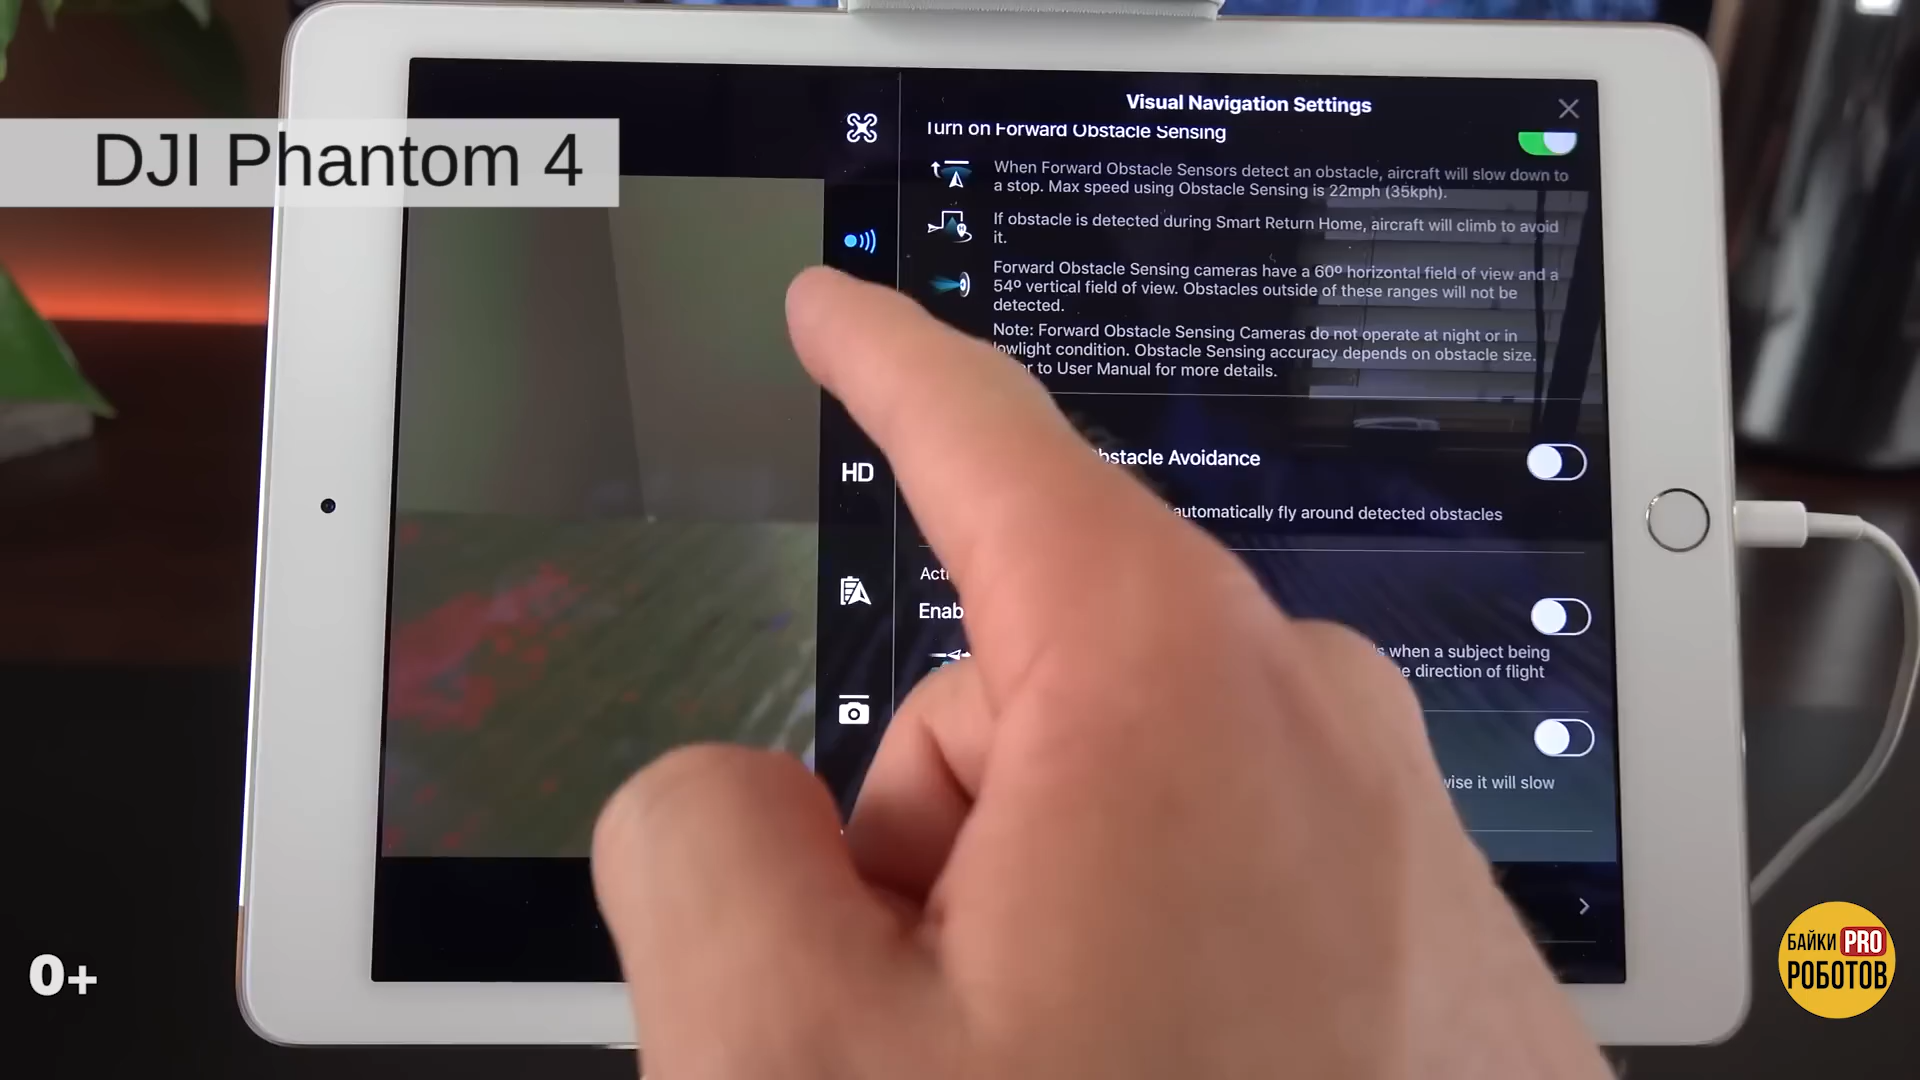 DJI Phantom 4
Visual Navigation Settings
Turn on Forward Obstacle Sensing
When Forward Obstacle Sensors detect an obstacle, aircraft will slow down to
a stop. Max speed using Obstacle Sensing is 22mph (35kph).
If obstacle is detected during Smart Return Home, aircraft will climb to avoid
it.
Forward Obstacle Sensing cameras have a 60º horizontal field of view and a
54º vertical field of view. Obstacles outside of these ranges will not be
detected.
Note: Forward Obstacle Sensing Cameras do not operate at night or in
lowlight condition. Obstacle Sensing accuracy depends on obstacle size.
to User Manual for more details.
HD
Obstacle Avoidance
automatically fly around detected obstacles
when a subject being
direction of flight
it will slow
0+
БАЙКИ PRO
РОБОТОВ